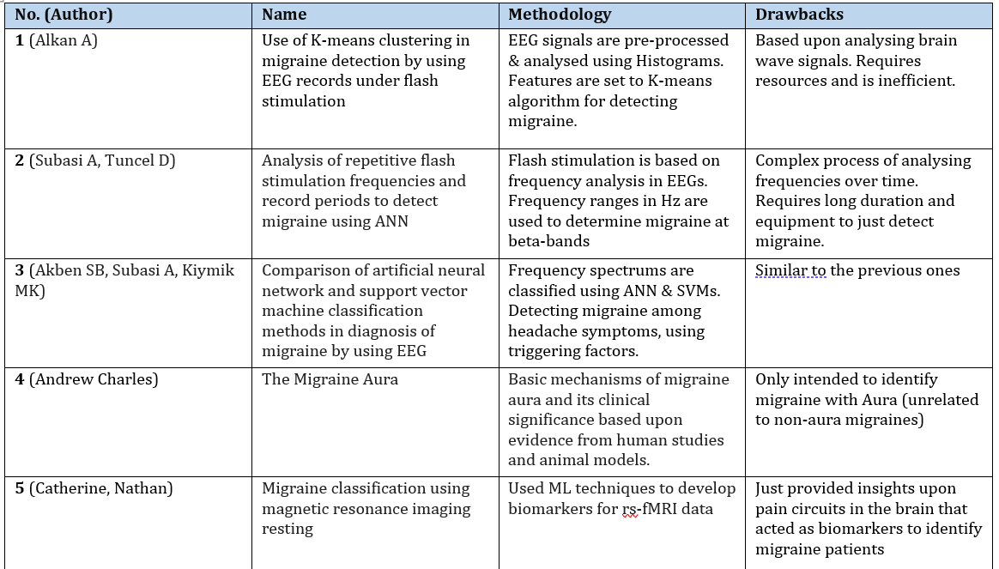 No. (Author)
Name
Methodology
Drawbacks
1 (Alkan A)
Use of K-means clustering in
migraine detection by using
EEG records under flash
stimulation
EEG signals are pre-processed
& analysed using Histograms.
Features are set to K-means
algorithm for detecting
migraine.
Based upon analysing brain
wave signals. Requires
resources and is inefficient.
2 (Subasi A, Tuncel D)
Analysis of repetitive flash
stimulation frequencies and
record periods to detect
migraine using ANN
Flash stimulation is based on
frequency analysis in EEGs.
Frequency ranges in Hz are
used to determine migraine at
beta-bands
Complex process of analysing
frequencies over time.
Requires long duration and
equipment to just detect
migraine.
3 (Akben SB, Subasi A, Kiymik
MK)
Comparison of artificial neural
network and support vector
machine classification
methods in diagnosis of
migraine by using EEG
Frequency spectrums are
classified using ANN & SVMs.
Detecting migraine among
headache symptoms, using
triggering factors.
Similar to the previous ones
4 (Andrew Charles)
The Migraine Aura
Basic mechanisms of migraine
aura and its clinical
significance based upon
evidence from human studies
and animal models.
Only intended to identify
migraine with Aura (unrelated
to non-aura migraines)
5 (Catherine, Nathan)
Migraine classification using
magnetic resonance imaging
resting
Used ML techniques to develop
biomarkers for rs-fMRI data
Just provided insights upon
pain circuits in the brain that
acted as biomarkers to identify
migraine patients